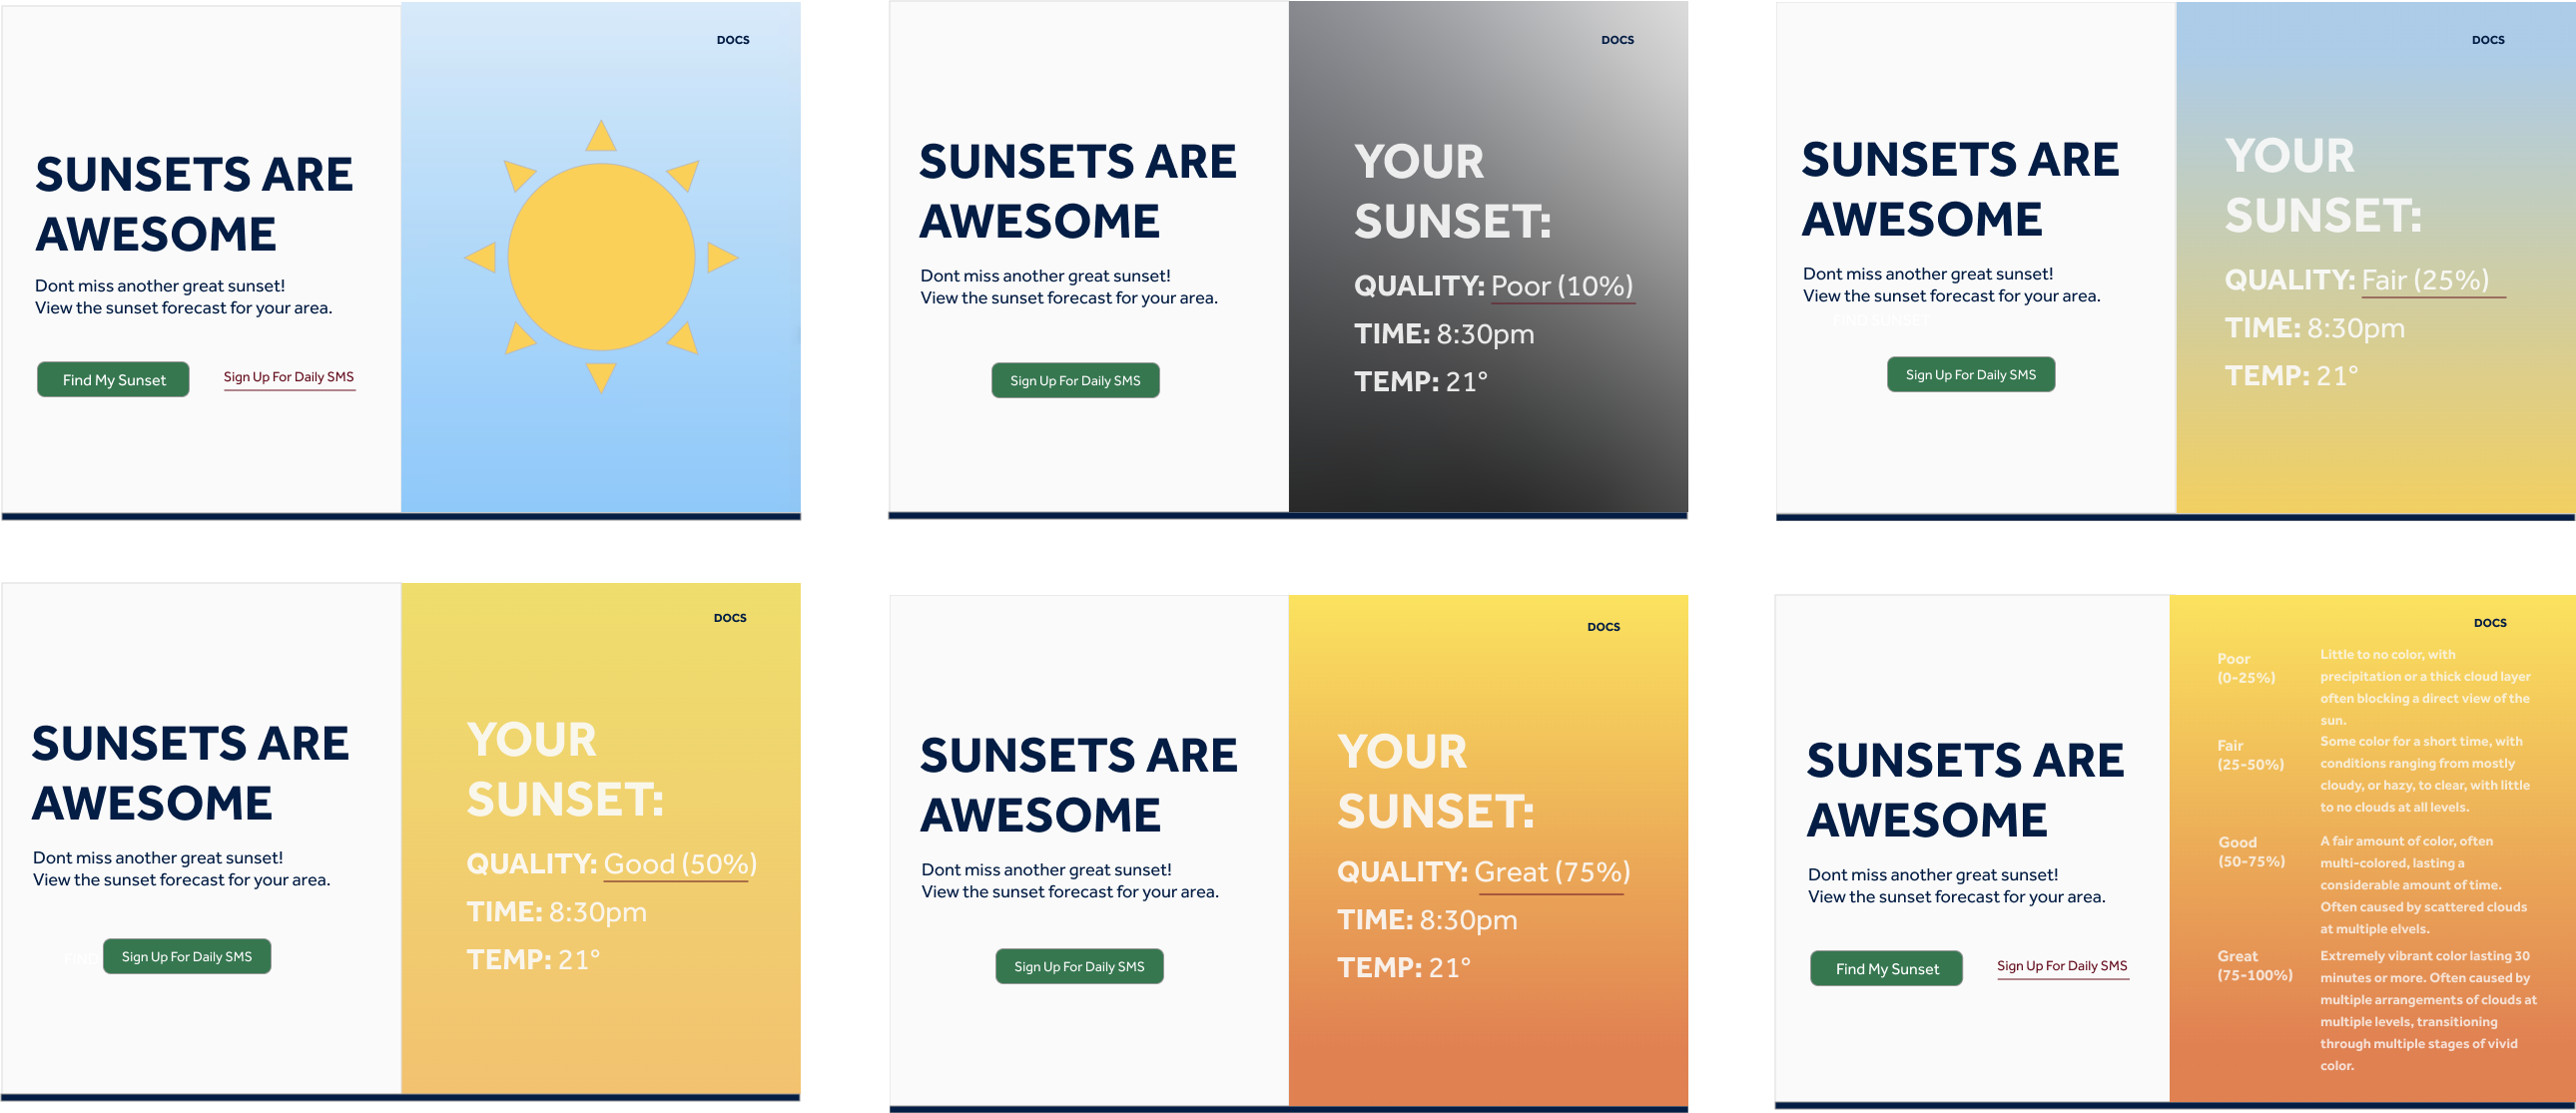 DOCS
SUNSETS ARE
AWESOME
Dont miss another great sunset!
View the sunset forecast for your area.
Find My Sunset
Sign Up For Daily SMS
DOCS
SUNSETS ARE
AWESOME
Dont miss another great sunset!
View the sunset forecast for your area.
Sign Up For Daily SMS
YOUR
SUNSET:
QUALITY: Poor (10%)
TIME: 8:30pm
TEMP: 21°
DOCS
SUNSETS ARE
AWESOME
Dont miss another great sunset!
View the sunset forecast for your area.
FIND SUNSET
Sign Up For Daily SMS
YOUR
SUNSET:
QUALITY: Fair (25%)
TIME: 8:30pm
TEMP: 21°
DOCS
SUNSETS ARE
AWESOME
Dont miss another great sunset!
View the sunset forecast for your area.
FIND
Sign Up For Daily SMS
YOUR
SUNSET:
QUALITY: Good (50%)
TIME: 8:30pm
TEMP: 21°
DOCS
SUNSETS ARE
AWESOME
Dont miss another great sunset!
View the sunset forecast for your area.
Sign Up For Daily SMS
YOUR
SUNSET:
QUALITY: Great (75%)
TIME: 8:30pm
TEMP: 21°
DOCS
SUNSETS ARE
AWESOME
Dont miss another great sunset!
View the sunset forecast for your area.
Find My Sunset
Sign Up For Daily SMS
Poor
(0-25%)
Little to no color, with
precipitation or a thick cloud layer
often blocking a direct view of the
sun.
Fair
(25-50%)
Some color for a short time, with
conditions ranging from mostly
cloudy, or hazy, to clear, with little
to no clouds at all levels.
Good
(50-75%)
A fair amount of color, often
multi-colored, lasting a
considerable amount of time.
Often caused by scattered clouds
at multiple elvels.
Great
(75-100%)
Extremely vibrant color lasting 30
minutes or more. Often caused by
multiple arrangements of clouds at
multiple levels, transitioning
through multiple stages of vivid
color.